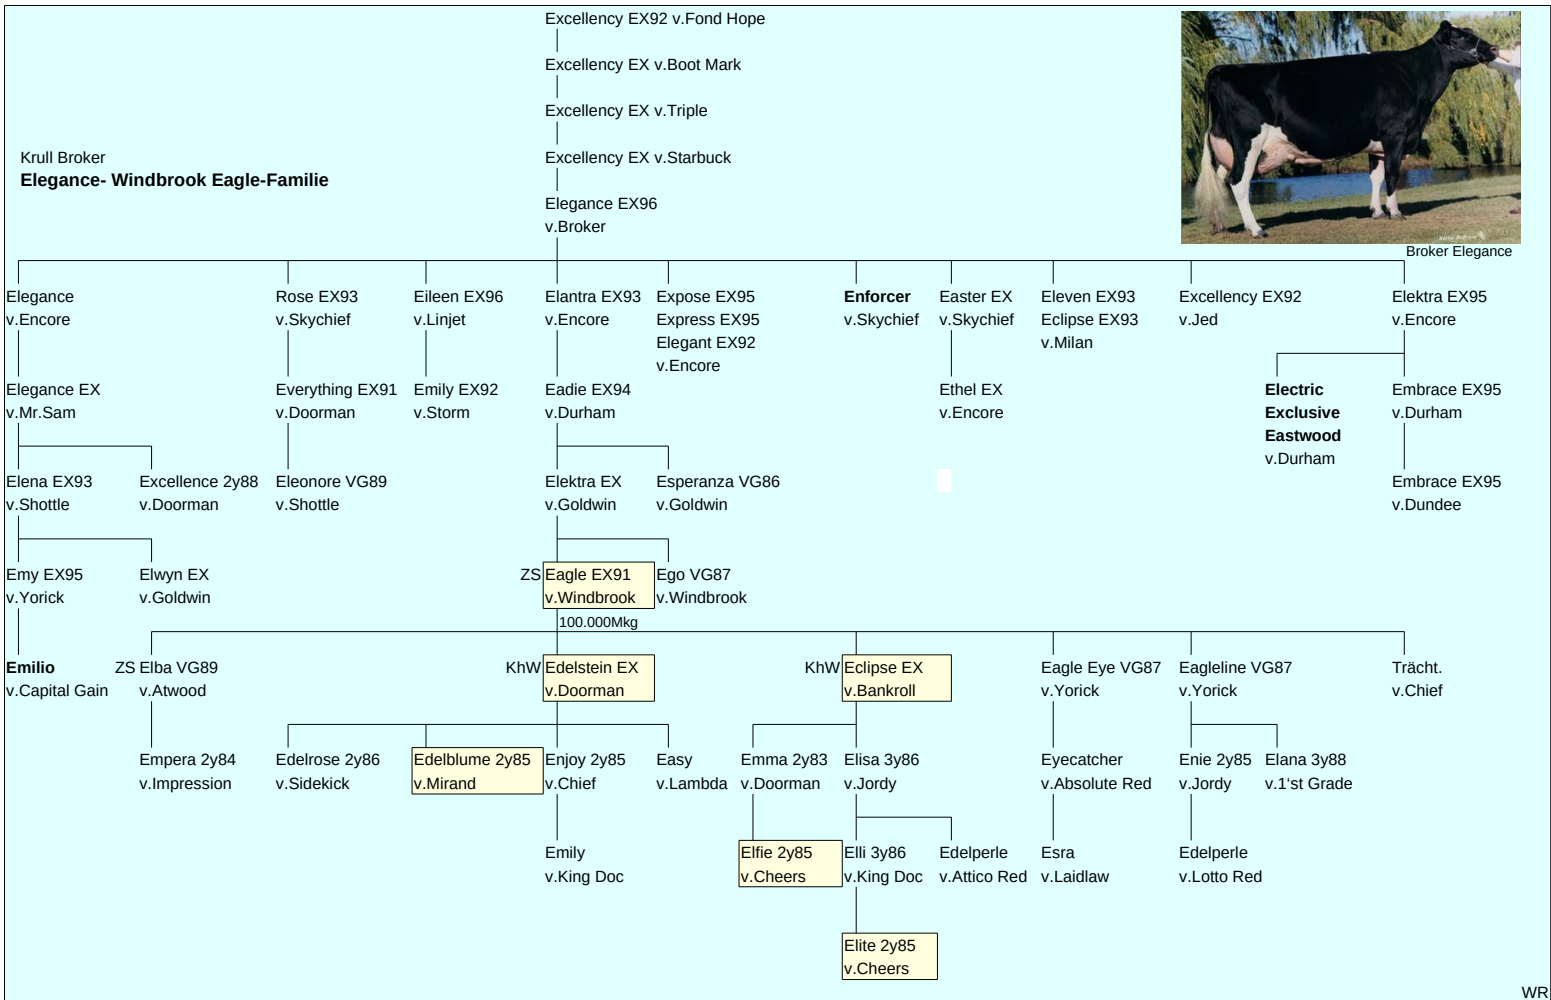 Excellency EX92 v.Fond Hope
Excellency EX v.Boot Mark
Excellency EX v.Triple
Krull Broker
Excellency EX v.Starbuck
Elegance- Windbrook Eagle-Familie
Elegance EX96
v.Broker
Broker Elegance
Elegance
v.Encore
Rose EX93
v.Skychief
Eileen EX96
v.Linjet
Elantra EX93
v.Encore
Expose EX95
Express EX95
Elegant EX92
v.Encore
Enforcer
v.Skychief
Easter EX
v.Skychief
Eleven EX93
Eclipse EX93
v.Milan
Excellency EX92
v.Jed
Elektra EX95
v.Encore
Elegance EX
v.Mr.Sam
Everything EX91
v.Doorman
Emily EX92
v.Storm
Eadie EX94
v.Durham
Ethel EX
v.Encore
Electric
Exclusive
Eastwood
v.Durham
Embrace EX95
v.Durham
Elena EX93
v.Shottle
Excellence 2y88
v.Doorman
Eleonore VG89
v.Shottle
Elektra EX
v.Goldwin
Esperanza VG86
v.Goldwin
Embrace EX95
v.Dundee
Emy EX95
v.Yorick
Elwyn EX
v.Goldwin
ZS Eagle EX91
v.Windbrook
Ego VG87
v.Windbrook
100.000Mkg
Emilio
v.Capital Gain
ZS Elba VG89
v.Atwood
KhW Edelstein EX
v.Doorman
KhW Eclipse EX
v.Bankroll
Eagle Eye VG87
v.Yorick
Eagleline VG87
v.Yorick
Trächt.
v.Chief
Empera 2y84
v.Impression
Edelrose 2y86
v.Sidekick
Edelblume 2y85
v.Mirand
Enjoy 2y85
v.Chief
Easy
v.Lambda
Emma 2y83
v.Doorman
Elisa 3y86
v.Jordy
Eyecatcher
v.Absolute Red
Enie 2y85
v.Jordy
Elana 3y88
v.1'st Grade
Emily
v.King Doc
Elfie 2y85
v.Cheers
Elli 3y86
v.King Doc
Edelperle
v.Attico Red
Esra
v.Laidlaw
Edelperle
v.Lotto Red
Elite 2y85
v.Cheers
WR